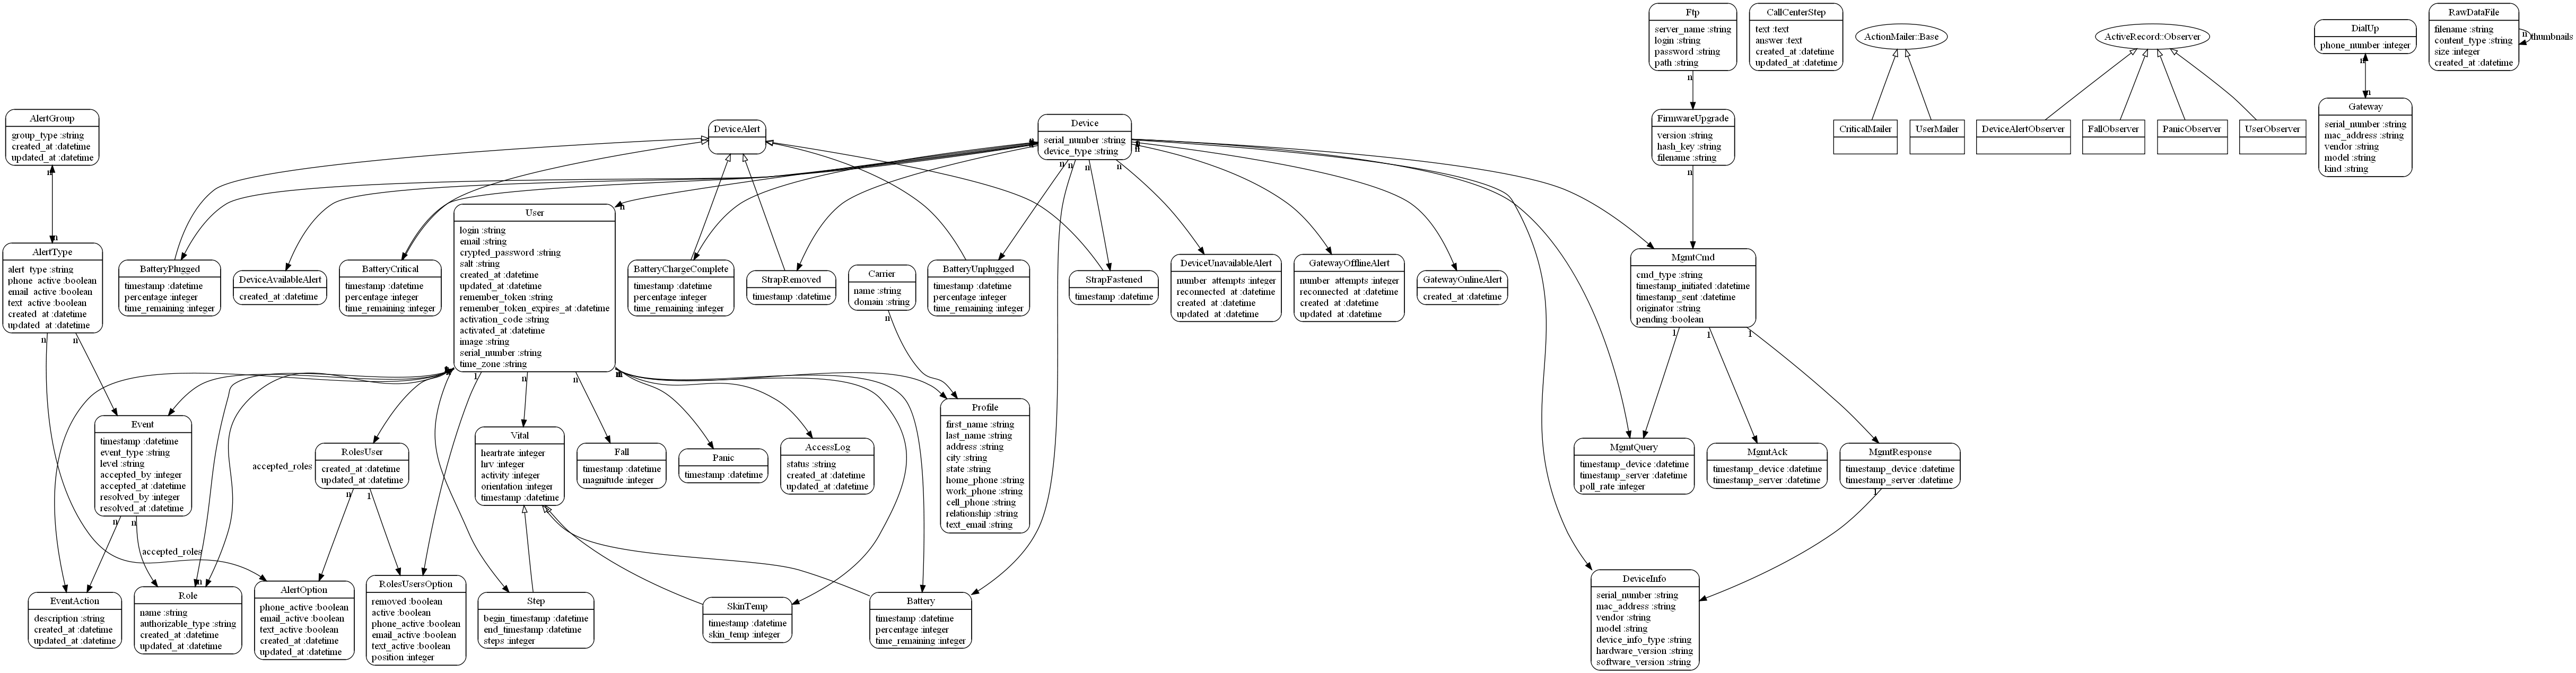 Ftp
server_name :string
login :string
password :string
path :string
CallCenterStep
text :text
answer :text
created_at :datetime
updated_at :datetime
ActionMailer::Base
ActiveRecord::Observer
DialUp
phone_number :integer
RawDataFile
filename :string
content_type :string
size :integer
created_at :datetime
n
thumbnails
n
n
n
AlertGroup
group_type :string
created_at :datetime
updated_at :datetime
n
n
DeviceAlert
Device
serial_number :string
device_type :string
FirmwareUpgrade
version :string
hash_key :string
filename :string
n
CriticalMailer
UserMailer
DeviceAlertObserver
FallObserver
PanicObserver
UserObserver
Gateway
serial_number :string
mac_address :string
vendor :string
model :string
kind :string
n
n
n
n
n
AlertType
alert_type :string
phone_active :boolean
email_active :boolean
text_active :boolean
created_at :datetime
updated_at :datetime
n
n
BatteryPlugged
timestamp :datetime
percentage :integer
time_remaining :integer
DeviceAvailableAlert
created_at :datetime
BatteryCritical
timestamp :datetime
percentage :integer
time_remaining :integer
User
login :string
email :string
crypted_password :string
salt :string
created_at :datetime
updated_at :datetime
remember_token :string
remember_token_expires_at :datetime
activation_code :string
activated_at :datetime
image :string
serial_number :string
time_zone :string
n
BatteryChargeComplete
timestamp :datetime
percentage :integer
time_remaining :integer
StrapRemoved
timestamp :datetime
Carrier
name :string
domain :string
n
BatteryUnplugged
timestamp :datetime
percentage :integer
time_remaining :integer
StrapFastened
timestamp :datetime
DeviceUnavailableAlert
number_attempts :integer
reconnected_at :datetime
created_at :datetime
updated_at :datetime
GatewayOfflineAlert
number_attempts :integer
reconnected_at :datetime
created_at :datetime
updated_at :datetime
GatewayOnlineAlert
created_at :datetime
MgmtCmd
cmd_type :string
timestamp_initiated :datetime
timestamp_sent :datetime
originator :string
pending :boolean
1
1
1
1
n
n
Event
timestamp :datetime
event_type :string
level :string
accepted_by :integer
accepted_at :datetime
resolved_by :integer
resolved_at :datetime
n
n
accepted_roles
accepted_roles
RolesUser
created_at :datetime
updated_at :datetime
n
1
Vital
heartrate :integer
hrv :integer
activity :integer
orientation :integer
timestamp :datetime
Fall
timestamp :datetime
magnitude :integer
Panic
timestamp :datetime
AccessLog
status :string
created_at :datetime
updated_at :datetime
Profile
first_name :string
last_name :string
address :string
city :string
state :string
home_phone :string
work_phone :string
cell_phone :string
relationship :string
text_email :string
MgmtQuery
timestamp_device :datetime
timestamp_server :datetime
poll_rate :integer
MgmtAck
timestamp_device :datetime
timestamp_server :datetime
MgmtResponse
timestamp_device :datetime
timestamp_server :datetime
1
EventAction
description :string
created_at :datetime
updated_at :datetime
n
Role
name :string
authorizable_type :string
created_at :datetime
updated_at :datetime
AlertOption
phone_active :boolean
email_active :boolean
text_active :boolean
created_at :datetime
updated_at :datetime
RolesUsersOption
removed :boolean
active :boolean
phone_active :boolean
email_active :boolean
text_active :boolean
position :integer
Step
begin_timestamp :datetime
end_timestamp :datetime
steps :integer
SkinTemp
timestamp :datetime
skin_temp :integer
Battery
timestamp :datetime
percentage :integer
time_remaining :integer
DeviceInfo
serial_number :string
mac_address :string
vendor :string
model :string
device_info_type :string
hardware_version :string
software_version :string